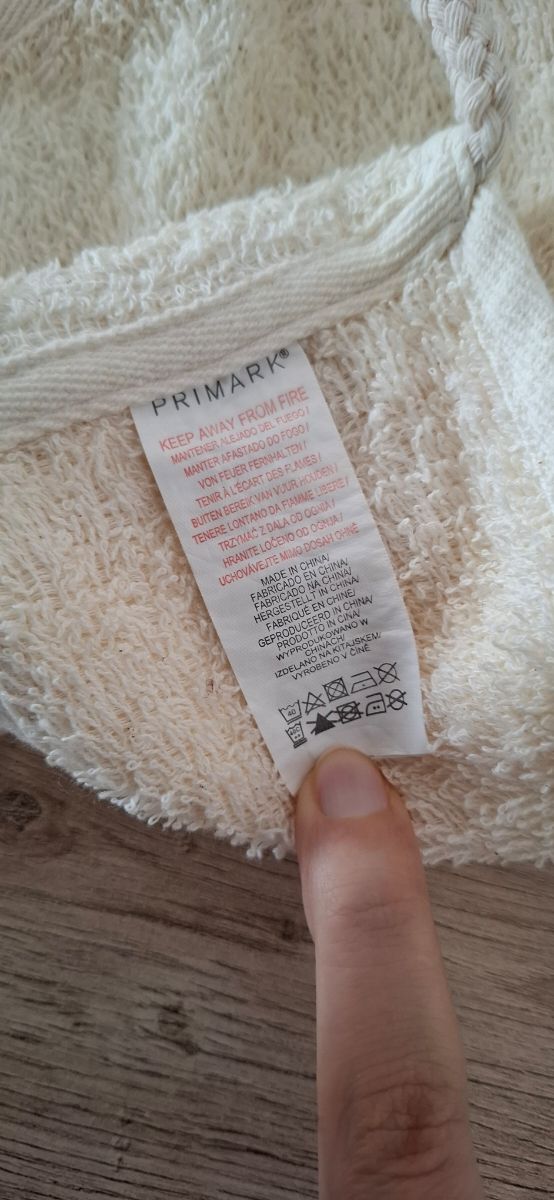 PRIMARK®
KEEP AWAY FROM FIRE
MANTENER ALEJADO DEL FUEGO /
MANTER AFASTADO DO FOGO /
VON FEUER FERNHALTEN /
TENIR À L'ÉCART DES FLAMES /
BUITEN BEREIK VAN VUUR HOUDEN /
TENERE LONTANO DA FIAMME LIBERE /
TRZYMAĆ Z DALA OD OGNIA /
HRANITE LOČENO OD OGNJA /
UCHOVÁVEJTE MIMO DOSAH OHNĚ
MADE IN CHINA/
FABRICADO EN CHINA/
FABRICADO NA CHINA/
HERGESTELLT IN CHINA/
FABRIQUÉ EN CHINE/
GEPRODUCEERD IN CHINA/
PRODOTTO IN CINA/
WYPRODUKOWANO W
CHINACH/
IZDELANO NA KITAJSKEM/
VYROBENO V ČÍNĚ
40